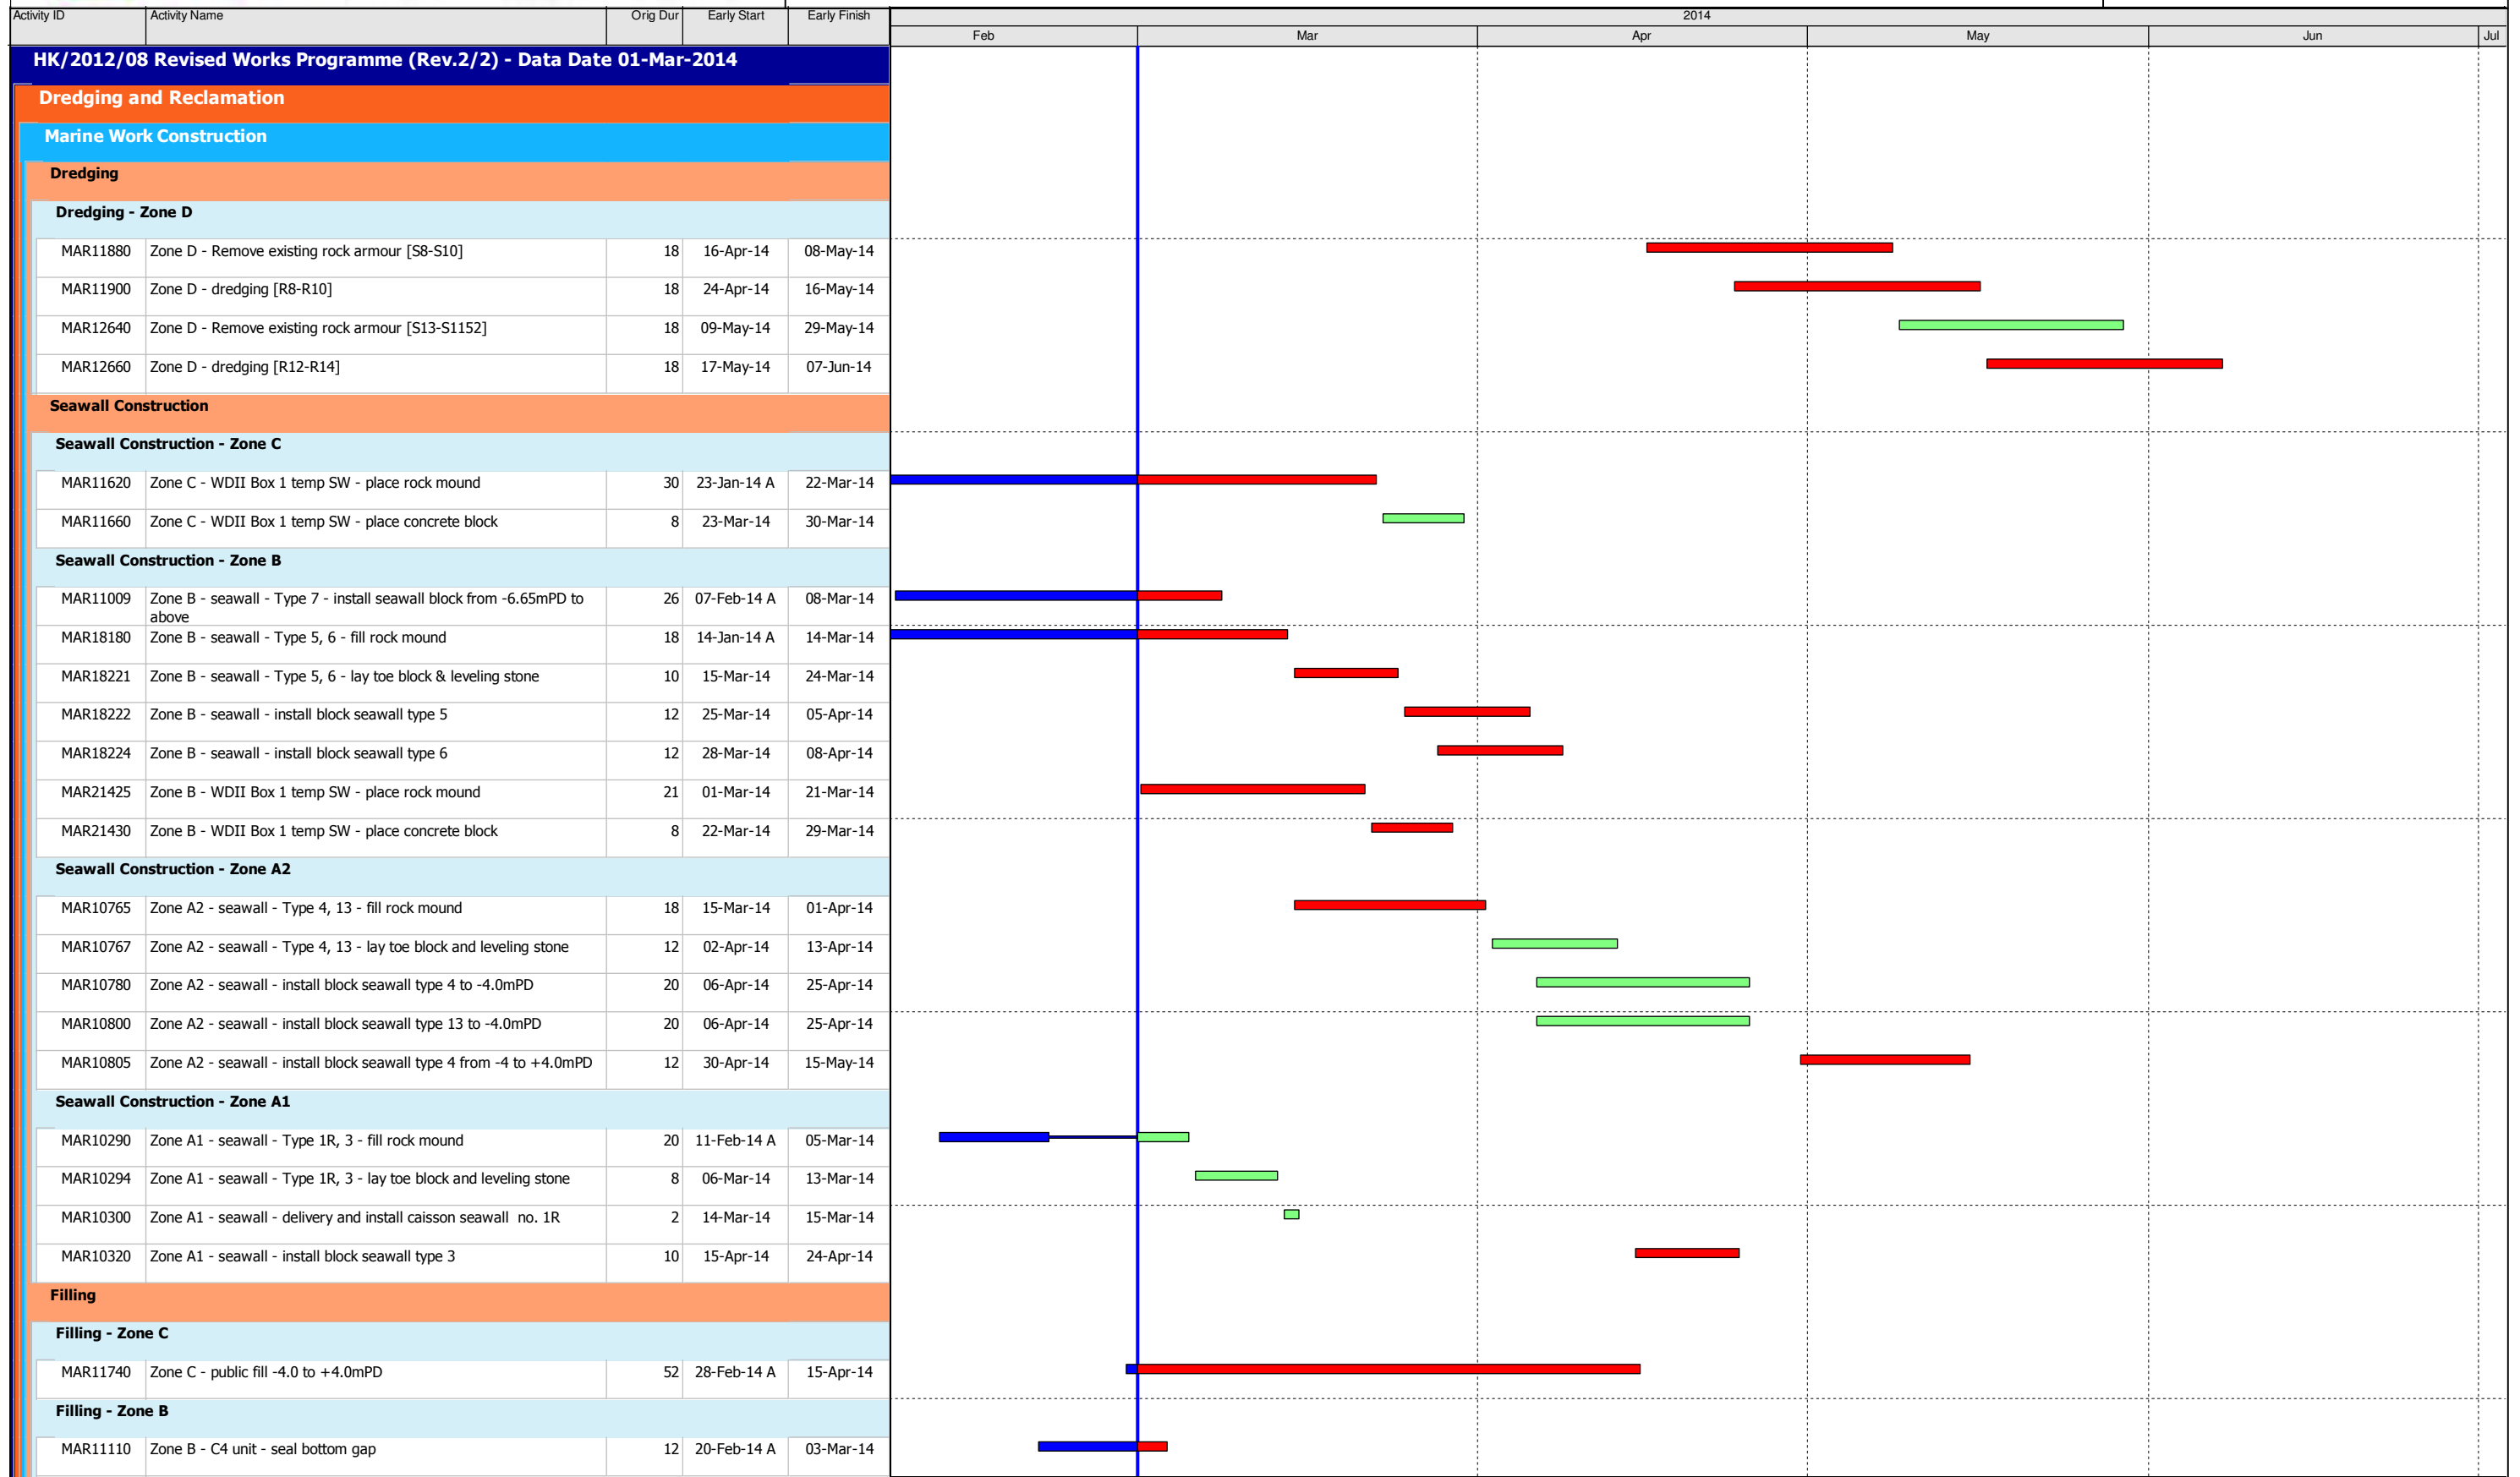 Activity ID Activity Name Orig Dur Early Start Early Finish 2014
Feb Mar Apr May Jun Jul
HK/2012/08 Revised Works Programme (Rev.2/2) - Data Date 01-Mar-2014
Dredging and Reclamation
Marine Work Construction
Dredging
Dredging - Zone D
MAR11880 Zone D - Remove existing rock armour [S8-S10] 18 16-Apr-14 08-May-14
MAR11900 Zone D - dredging [R8-R10] 18 24-Apr-14 16-May-14
MAR12640 Zone D - Remove existing rock armour [S13-S1152] 18 09-May-14 29-May-14
MAR12660 Zone D - dredging [R12-R14] 18 17-May-14 07-Jun-14
Seawall Construction
Seawall Construction - Zone C
MAR11620 Zone C - WDII Box 1 temp SW - place rock mound 30 23-Jan-14 A 22-Mar-14
MAR11660 Zone C - WDII Box 1 temp SW - place concrete block 8 23-Mar-14 30-Mar-14
Seawall Construction - Zone B
MAR11009 Zone B - seawall - Type 7 - install seawall block from -6.65mPD to 26 07-Feb-14 A 08-Mar-14
above
MAR18180 Zone B - seawall - Type 5, 6 - fill rock mound 18 14-Jan-14 A 14-Mar-14
MAR18221 Zone B - seawall - Type 5, 6 - lay toe block & leveling stone 10 15-Mar-14 24-Mar-14
MAR18222 Zone B - seawall - install block seawall type 5 12 25-Mar-14 05-Apr-14
MAR18224 Zone B - seawall - install block seawall type 6 12 28-Mar-14 08-Apr-14
MAR21425 Zone B - WDII Box 1 temp SW - place rock mound 21 01-Mar-14 21-Mar-14
MAR21430 Zone B - WDII Box 1 temp SW - place concrete block 8 22-Mar-14 29-Mar-14
Seawall Construction - Zone A2
MAR10765 Zone A2 - seawall - Type 4, 13 - fill rock mound 18 15-Mar-14 01-Apr-14
MAR10767 Zone A2 - seawall - Type 4, 13 - lay toe block and leveling stone 12 02-Apr-14 13-Apr-14
MAR10780 Zone A2 - seawall - install block seawall type 4 to -4.0mPD 20 06-Apr-14 25-Apr-14
MAR10800 Zone A2 - seawall - install block seawall type 13 to -4.0mPD 20 06-Apr-14 25-Apr-14
MAR10805 Zone A2 - seawall - install block seawall type 4 from -4 to +4.0mPD 12 30-Apr-14 15-May-14
Seawall Construction - Zone A1
MAR10290 Zone A1 - seawall - Type 1R, 3 - fill rock mound 20 11-Feb-14 A 05-Mar-14
MAR10294 Zone A1 - seawall - Type 1R, 3 - lay toe block and leveling stone 8 06-Mar-14 13-Mar-14
MAR10300 Zone A1 - seawall - delivery and install caisson seawall no. 1R 2 14-Mar-14 15-Mar-14
MAR10320 Zone A1 - seawall - install block seawall type 3 10 15-Apr-14 24-Apr-14
Filling
Filling - Zone C
MAR11740 Zone C - public fill -4.0 to +4.0mPD 52 28-Feb-14 A 15-Apr-14
Filling - Zone B
MAR11110 Zone B - C4 unit - seal bottom gap 12 20-Feb-14 A 03-Mar-14